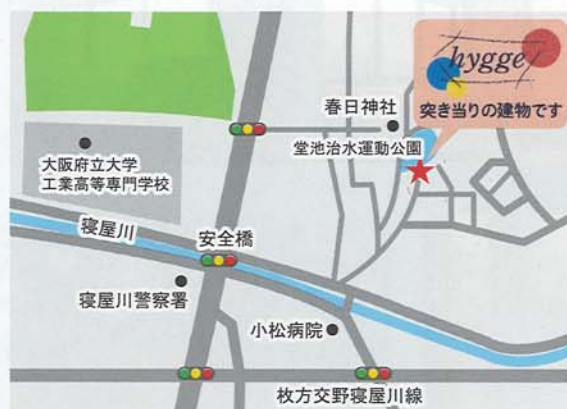 hygge
突き当りの建物です
春日神社
堂池治水運動公園
大阪府立大学
工業高等専門学校
寝屋川
安全橋
寝屋川警察署
小松病院
枚方交野寝屋川線